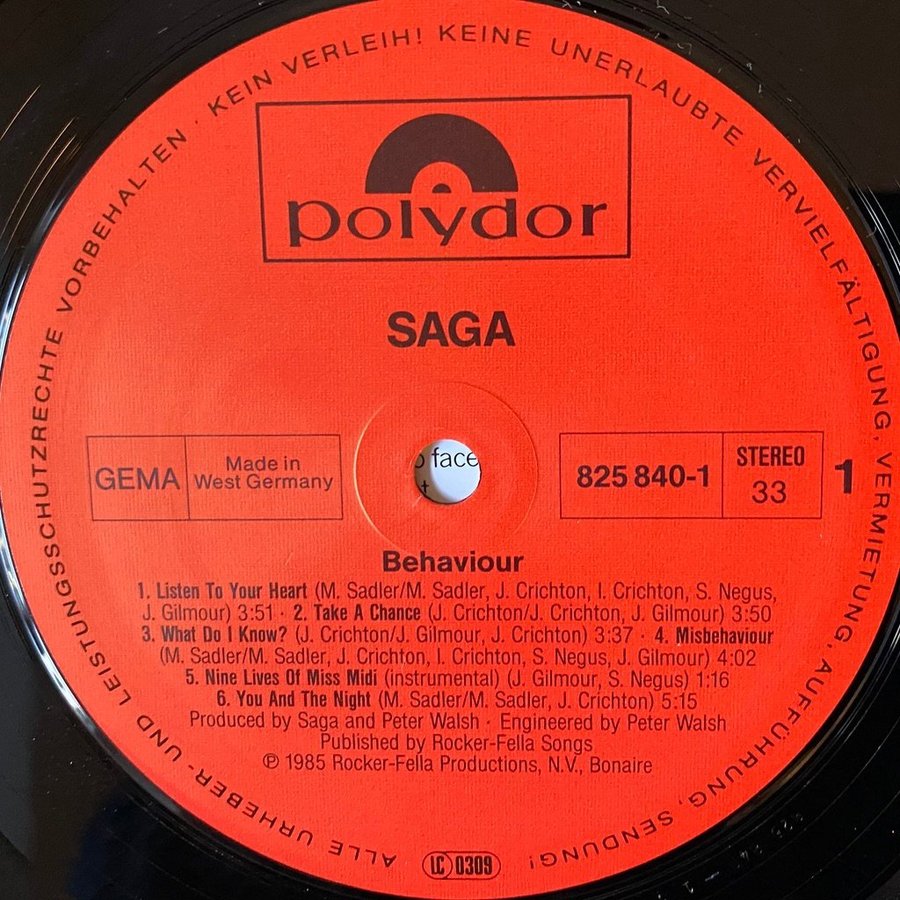 ALLE URHEBER- UND LEISTUNGSSCHUTZRECHTE VORBEHALTEN · KEIN VERLEIH! KEINE UNERLAUBTE VERVIELFÄLTIGUNG, VERMIETUNG, AUFFÜHRUNG, SENDUNG!
polydor
SAGA
GEMA
Made in
West Germany
face
825 840-1
STEREO
33
1
Behaviour
1. Listen To Your Heart (M. Sadler/M. Sadler, J. Crichton, I. Crichton, S. Negus,
J. Gilmour) 3:51 · 2. Take A Chance (J. Crichton/J. Crichton, J. Gilmour) 3:50
3. What Do I Know? (J. Crichton/J. Gilmour, J. Crichton) 3:37 · 4. Misbehaviour
(M. Sadler/M. Sadler, J. Crichton, I. Crichton, S. Negus, J. Gilmour) 4:02
5. Nine Lives Of Miss Midi (instrumental) (J. Gilmour, S. Negus) 1:16
6. You And The Night (M. Sadler/M. Sadler, J. Crichton) 5:15
Produced by Saga and Peter Walsh · Engineered by Peter Walsh
Published by Rocker-Fella Songs
℗ 1985 Rocker-Fella Productions, N.V., Bonaire
LC 0309